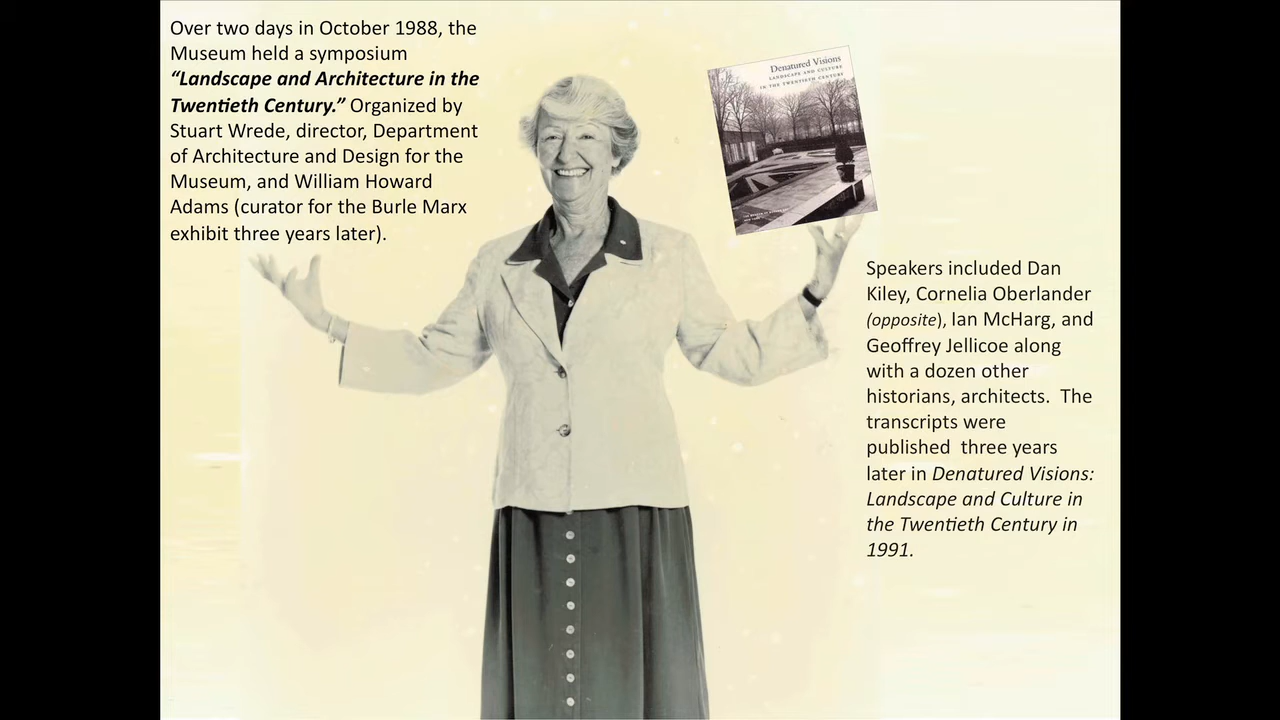 Over two days in October 1988, the
Museum held a symposium
“Landscape and Architecture in the
Twentieth Century.” Organized by
Stuart Wrede, director, Department
of Architecture and Design for the
Museum, and William Howard
Adams (curator for the Burle Marx
exhibit three years later).
Denatured Visions
LANDSCAPE AND CULTURE
IN THE TWENTIETH CENTURY
Speakers included Dan
Kiley, Cornelia Oberlander
(opposite), Ian McHarg, and
Geoffrey Jellicoe along
with a dozen other
historians, architects.  The
transcripts were
published  three years
later in Denatured Visions:
Landscape and Culture in
the Twentieth Century in
1991.